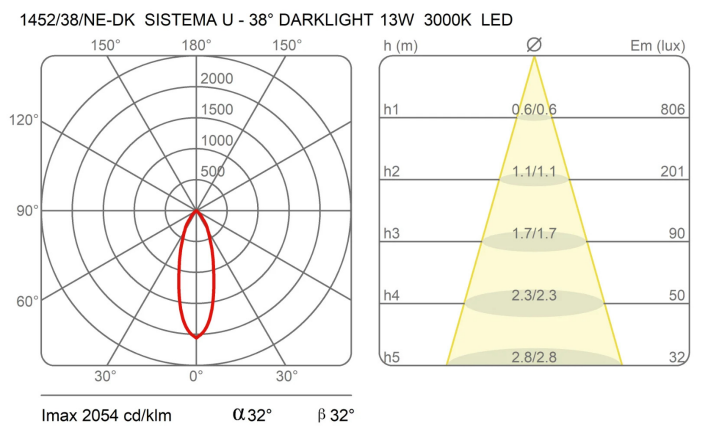 1452/38/NE-DK SISTEMA U - 38° DARKLIGHT 13W 3000K LED
150° 180° 150°
2000
1500
1000
500
120°
90°
60°
30° 0° 30°
Imax 2054 cd/klm α 32° β 32°
h (m) Ø Em (lux)
h1 0.6/0.6 806
h2 1.1/1.1 201
h3 1.7/1.7 90
h4 2.3/2.3 50
h5 2.8/2.8 32